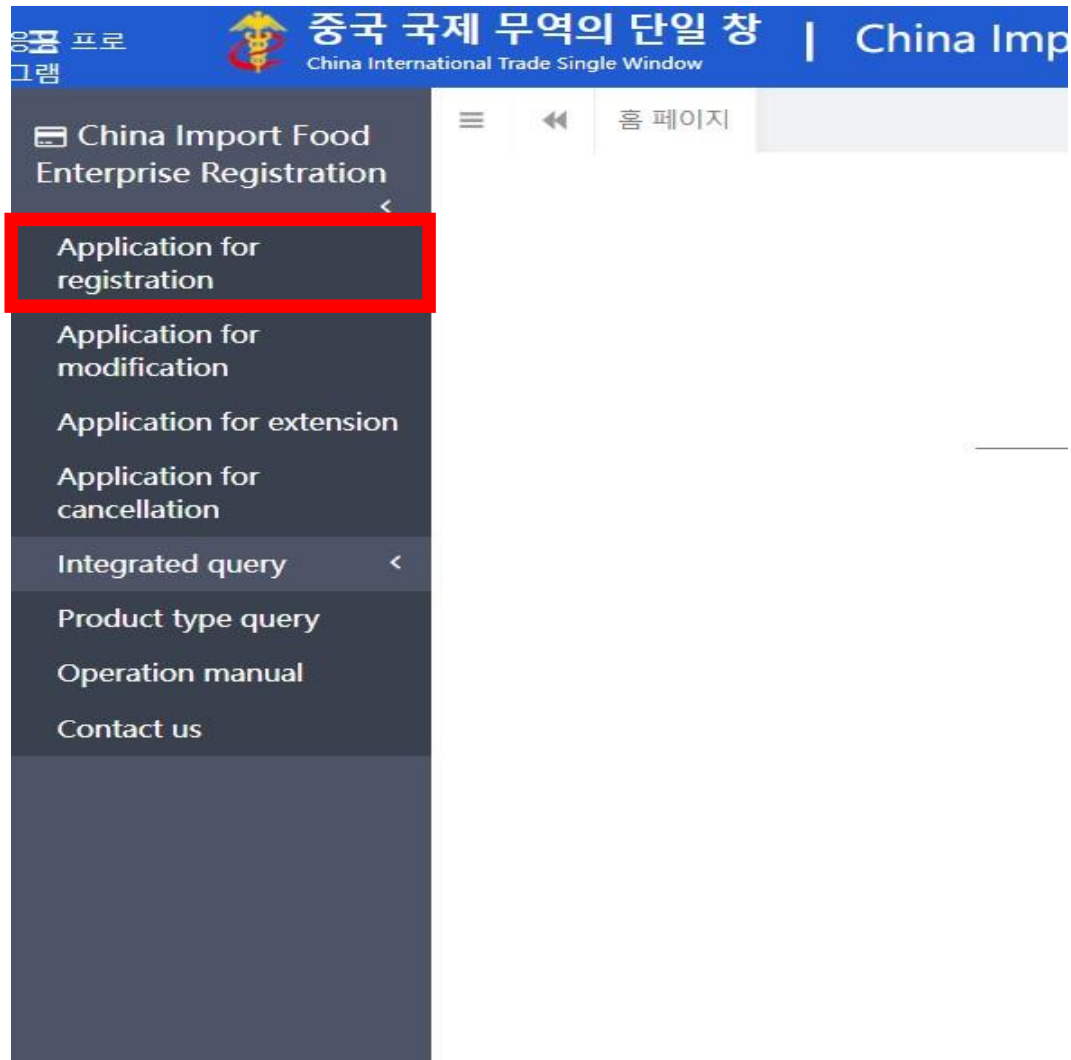 프로
그램
중국 국제 무역의 단일 창
China International Trade Single Window
| China Imp
홈 페이지
China Import Food
Enterprise Registration
Application for
registration
Application for
modification
Application for extension
Application for
cancellation
Integrated query
Product type query
Operation manual
Contact us